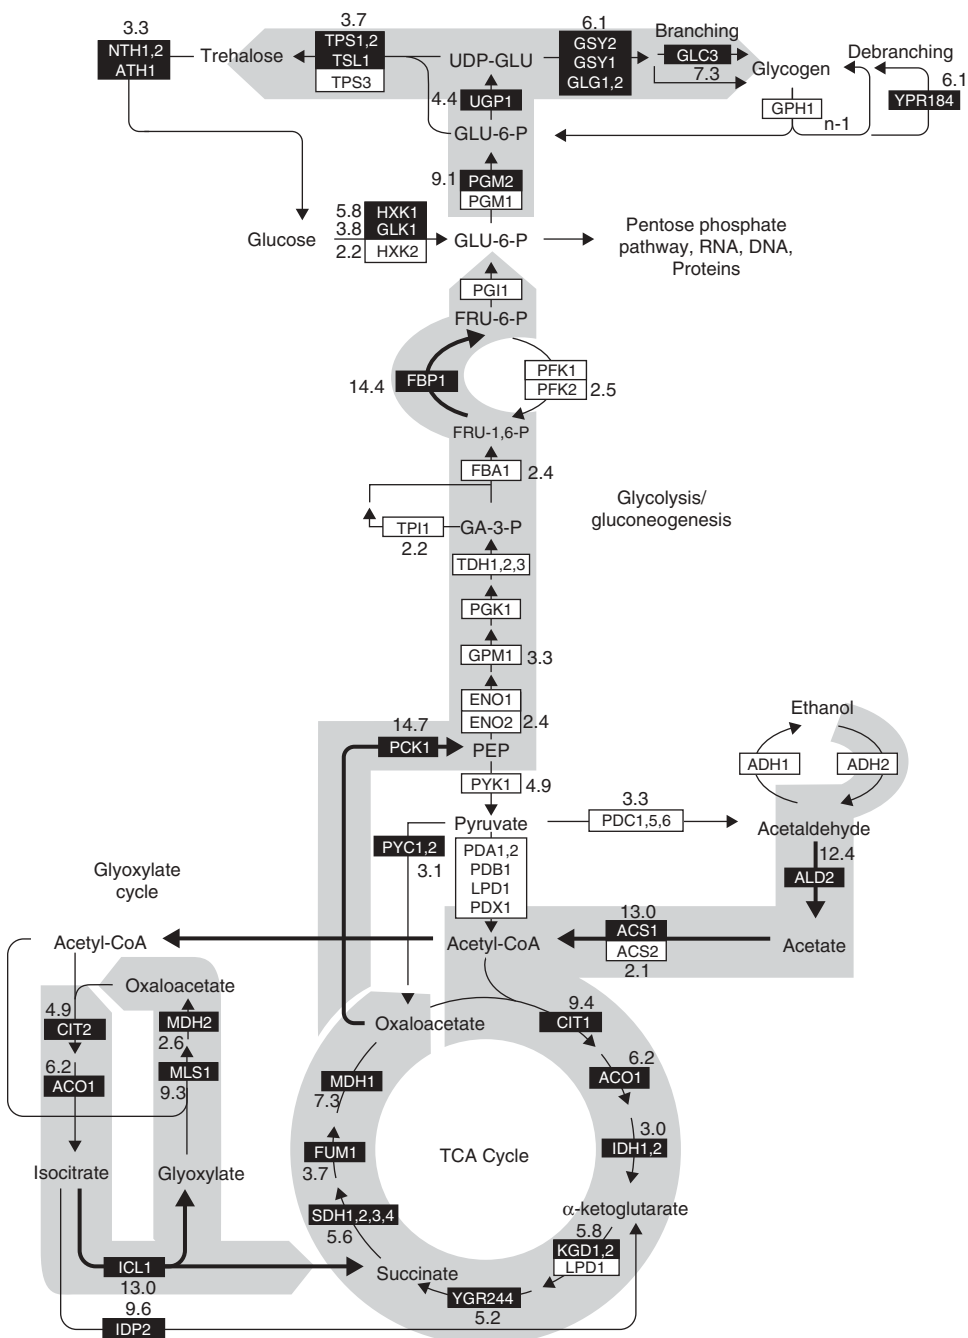 3.3
NTH1,2
ATH1
Trehalose
3.7
TPS1,2
TSL1
TPS3
UDP-GLU
6.1
GSY2
GSY1
GLG1,2
Branching
GLC3
7.3
Glycogen
Debranching
6.1
YPR184
GPH1
n-1
4.4
UGP1
GLU-6-P
9.1
PGM2
PGM1
Glucose
5.8
HXK1
3.8
GLK1
2.2
HXK2
GLU-6-P
Pentose phosphate
pathway, RNA, DNA,
Proteins
PGI1
FRU-6-P
14.4
FBP1
PFK1
PFK2
2.5
FRU-1,6-P
FBA1
2.4
Glycolysis/
gluconeogenesis
TPI1
2.2
GA-3-P
TDH1,2,3
PGK1
GPM1
3.3
ENO1
ENO2
2.4
14.7
PCK1
PEP
PYK1
4.9
Ethanol
ADH1
ADH2
Pyruvate
3.3
PDC1,5,6
Acetaldehyde
PYC1,2
3.1
PDA1,2
PDB1
LPD1
PDX1
12.4
ALD2
Glyoxylate
cycle
Acetyl-CoA
Acetyl-CoA
13.0
ACS1
ACS2
2.1
Acetate
Oxaloacetate
4.9
CIT2
MDH2
2.6
6.2
ACO1
MLS1
9.3
Isocitrate
Glyoxylate
ICL1
13.0
9.6
IDP2
Oxaloacetate
9.4
CIT1
6.2
ACO1
3.0
IDH1,2
α-ketoglutarate
5.8
KGD1,2
LPD1
YGR244
5.2
Succinate
SDH1,2,3,4
5.6
FUM1
3.7
MDH1
7.3
TCA Cycle